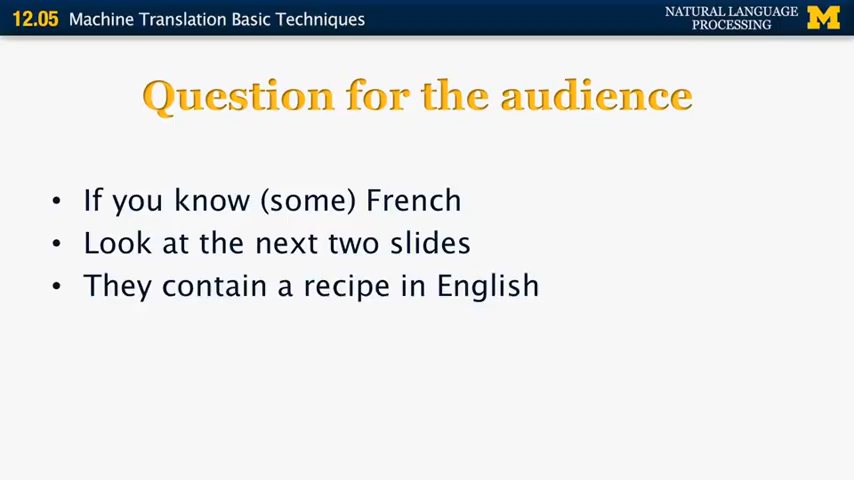 12.05 Machine Translation Basic Techniques
NATURAL LANGUAGE
PROCESSING
M
Question for the audience
• If you know (some) French
• Look at the next two slides
• They contain a recipe in English